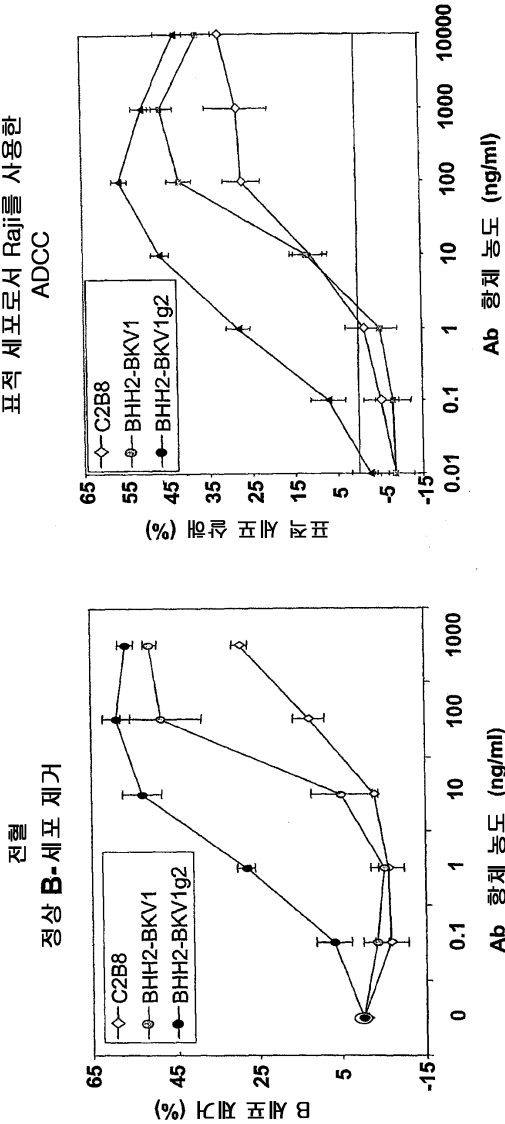 전혈
정상 B-세포 제거
C2B8
BHH2-BKV1
BHH2-BKV1g2
B 세포 제거 (%)
65
45
25
5
-15
0
0.1
1
10
100
1000
Ab 항체 농도 (ng/ml)
표적 세포로서 Raji를 사용한
ADCC
C2B8
BHH2-BKV1
BHH2-BKV1g2
표적 세포 살해 (%)
65
55
45
35
25
15
5
-5
-15
0.01
0.1
1
10
100
1000
10000
Ab 항체 농도 (ng/ml)